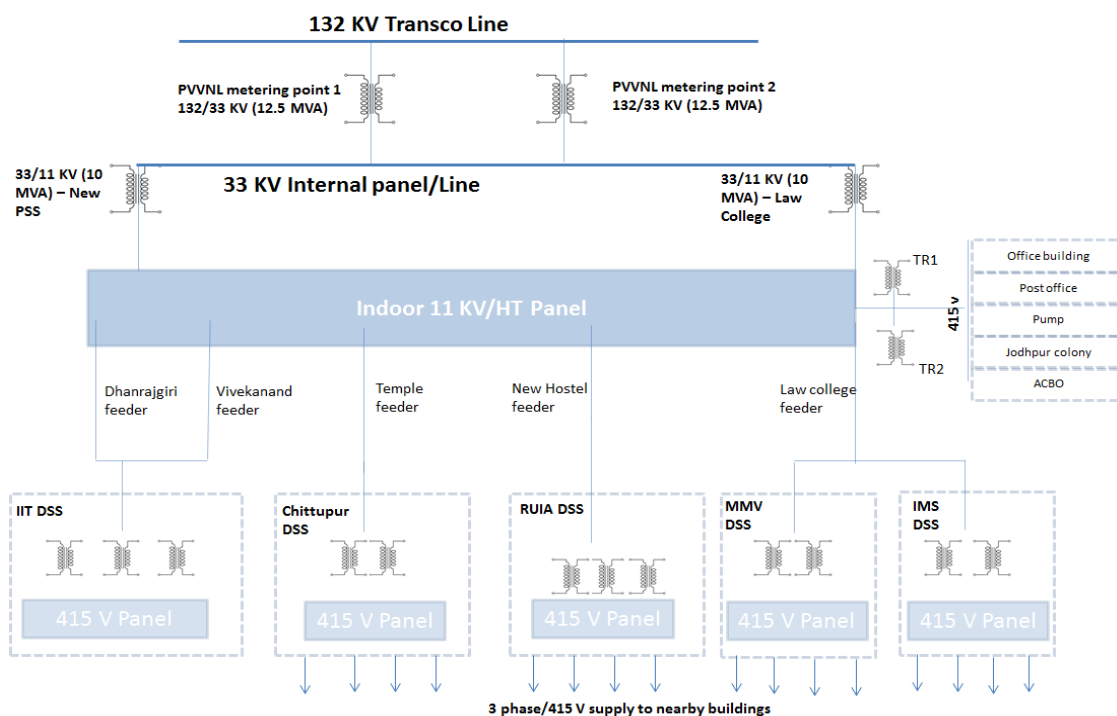 132 KV Transco Line
PVVNL metering point 1
132/33 KV (12.5 MVA)
PVVNL metering point 2
132/33 KV (12.5 MVA)
33/11 KV (10
MVA) – New
PSS
33 KV Internal panel/Line
33/11 KV (10
MVA) – Law
College
Indoor 11 KV/HT Panel
TR1
TR2
415 v
Office building
Post office
Pump
Jodhpur colony
ACBO
Dhanrajgiri
feeder
Vivekanand
feeder
Temple
feeder
New Hostel
feeder
Law college
feeder
IIT DSS
415 V Panel
Chittupur
DSS
415 V Panel
RUIA DSS
415 V Panel
MMV
DSS
415 V Panel
IMS
DSS
415 V Panel
3 phase/415 V supply to nearby buildings